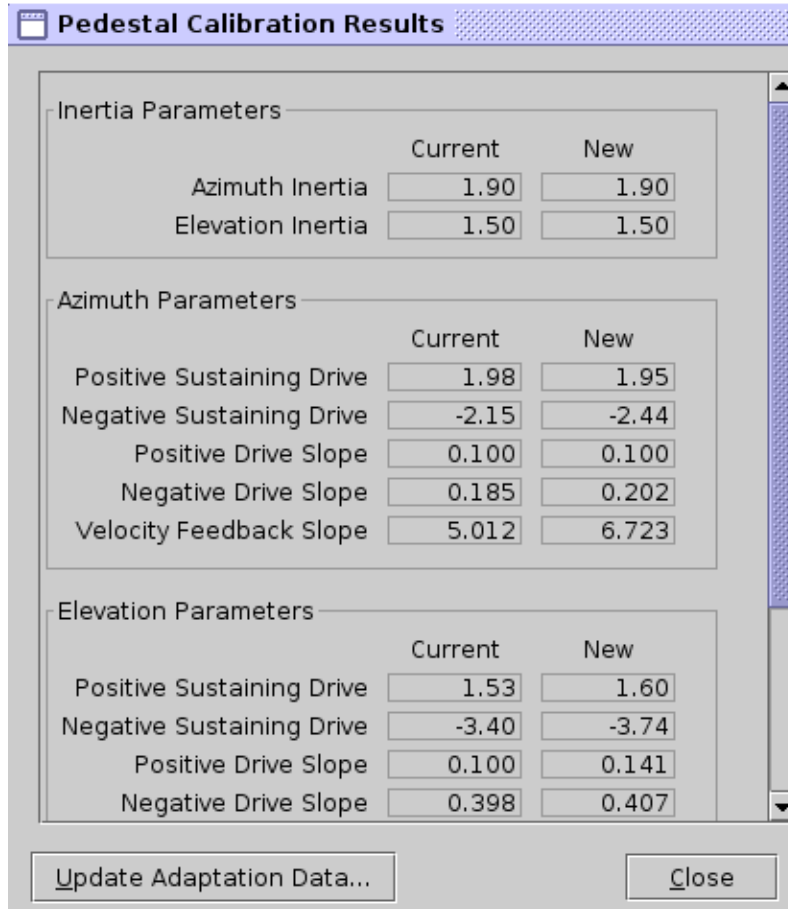 Pedestal Calibration Results
Inertia Parameters
Current New
Azimuth Inertia 1.90 1.90
Elevation Inertia 1.50 1.50
Azimuth Parameters
Current New
Positive Sustaining Drive 1.98 1.95
Negative Sustaining Drive -2.15 -2.44
Positive Drive Slope 0.100 0.100
Negative Drive Slope 0.185 0.202
Velocity Feedback Slope 5.012 6.723
Elevation Parameters
Current New
Positive Sustaining Drive 1.53 1.60
Negative Sustaining Drive -3.40 -3.74
Positive Drive Slope 0.100 0.141
Negative Drive Slope 0.398 0.407
Update Adaptation Data... Close